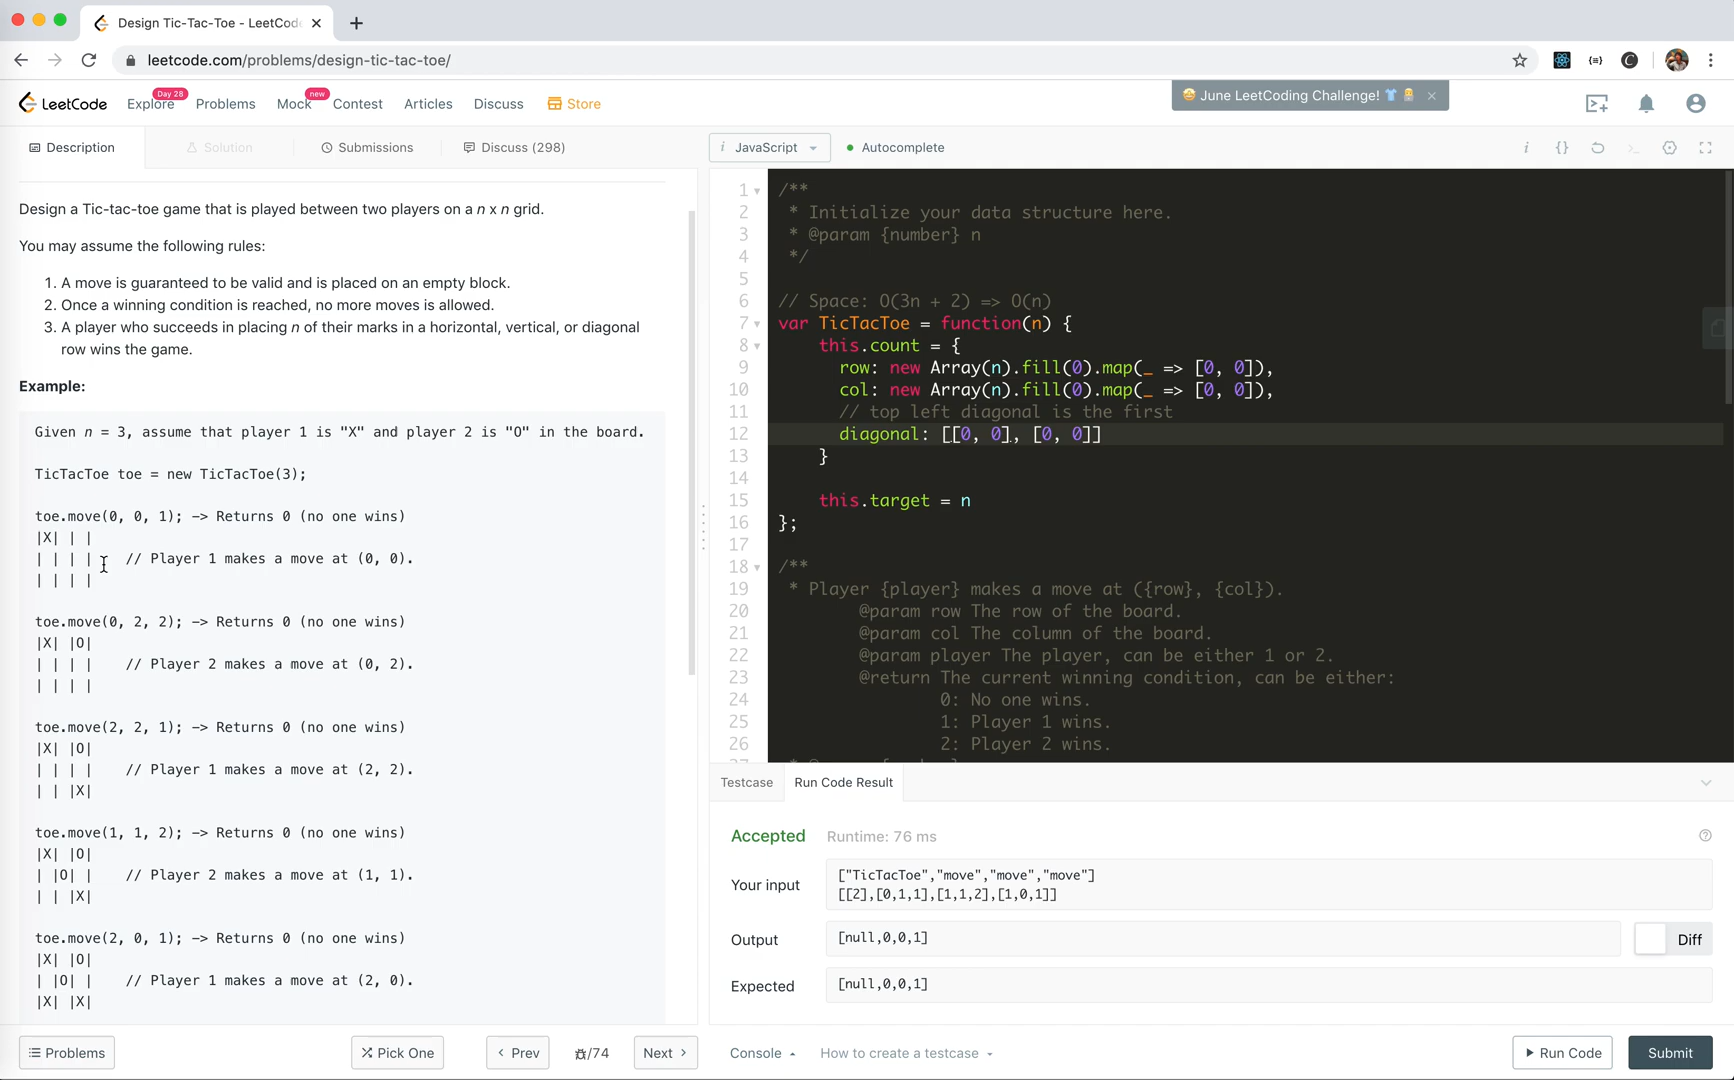 Design Tic-Tac-Toe - LeetCode
leetcode.com/problems/design-tic-tac-toe/
LeetCode
Explore
Day 28
Problems
Mock
new
Contest
Articles
Discuss
Store
June LeetCoding Challenge!
Description
Solution
Submissions
Discuss (298)
Design a Tic-tac-toe game that is played between two players on a n x n grid.
You may assume the following rules:
1. A move is guaranteed to be valid and is placed on an empty block.
2. Once a winning condition is reached, no more moves is allowed.
3. A player who succeeds in placing n of their marks in a horizontal, vertical, or diagonal
row wins the game.
Example:
Given n = 3, assume that player 1 is "X" and player 2 is "O" in the board.
TicTacToe toe = new TicTacToe(3);
toe.move(0, 0, 1); -> Returns 0 (no one wins)
|X| | |
| | | |    // Player 1 makes a move at (0, 0).
| | | |
toe.move(0, 2, 2); -> Returns 0 (no one wins)
|X| |O|
| | | |    // Player 2 makes a move at (0, 2).
| | | |
toe.move(2, 2, 1); -> Returns 0 (no one wins)
|X| |O|
| | | |    // Player 1 makes a move at (2, 2).
| | |X|
toe.move(1, 1, 2); -> Returns 0 (no one wins)
|X| |O|
| |O| |    // Player 2 makes a move at (1, 1).
| | |X|
toe.move(2, 0, 1); -> Returns 0 (no one wins)
|X| |O|
| |O| |    // Player 1 makes a move at (2, 0).
|X| |X|
Problems
Pick One
Prev
/74
Next
JavaScript
Autocomplete
1 /**
2 * Initialize your data structure here.
3 * @param {number} n
4 */
5
6 // Space: O(3n + 2) => O(n)
7 var TicTacToe = function(n) {
8     this.count = {
9       row: new Array(n).fill(0).map(_ => [0, 0]),
10       col: new Array(n).fill(0).map(_ => [0, 0]),
11       // top left diagonal is the first
12       diagonal: [[0, 0], [0, 0]]
13     }
14
15     this.target = n
16 };
17
18 /**
19 * Player {player} makes a move at ({row}, {col}).
20         @param row The row of the board.
21         @param col The column of the board.
22         @param player The player, can be either 1 or 2.
23         @return The current winning condition, can be either:
24                 0: No one wins.
25                 1: Player 1 wins.
26                 2: Player 2 wins.
Testcase
Run Code Result
Accepted
Runtime: 76 ms
Your input
["TicTacToe","move","move","move"]
[[2],[0,1,1],[1,1,2],[1,0,1]]
Output
[null,0,0,1]
Diff
Expected
[null,0,0,1]
Console
How to create a testcase
Run Code
Submit